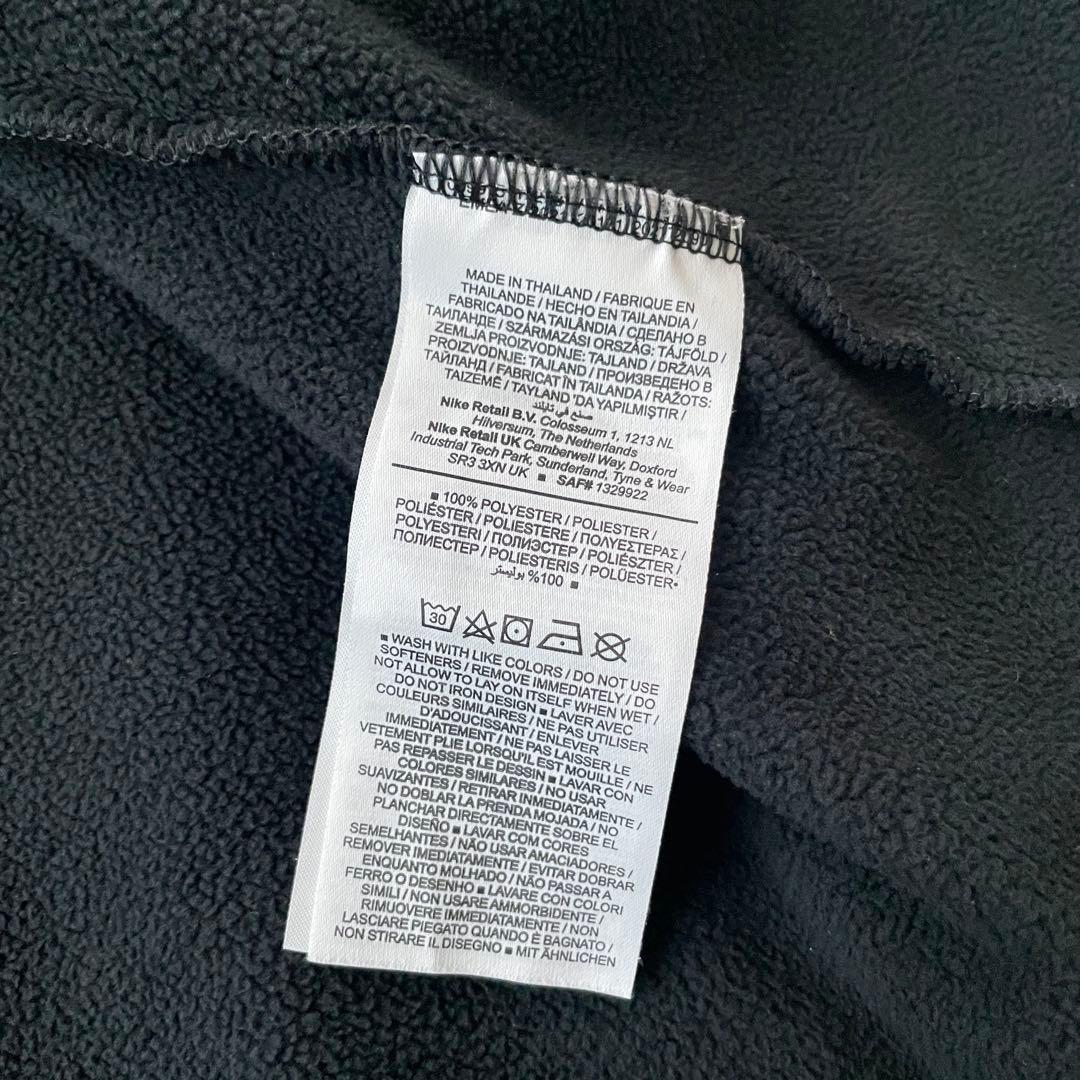 MADE IN THAILAND / FABRIQUE EN
THAILANDE / HECHO EN TAILANDIA /
FABRICADO NA TAILÂNDIA / СДЕЛАНО В
ТАИЛАНДЕ / SZÁRMAZÁSI ORSZÁG: TÁJFÖLD /
ZEMLJA PROIZVODNJE: TAJLAND / DRŽAVA
PROIZVODNJE: TAJLAND / ПРОИЗВЕДЕНО В
ТАЙЛАНД / FABRICAT ÎN TAILANDA / RAŽOTS:
TAIZEMĒ / TAYLAND 'DA YAPILMIŞTIR /
صنع في تايلند
Nike Retail B.V. Colosseum 1, 1213 NL
Hilversum, The Netherlands
Nike Retail UK Camberwell Way, Doxford
Industrial Tech Park, Sunderland, Tyne & Wear
SR3 3XN UK ■ SAF# 1329922
■ 100% POLYESTER / POLIESTER /
POLIÉSTER / POLIESTERE / ΠΟΛΥΕΣΤΕΡΑΣ /
POLYESTERI / ПОЛИЭСТЕР / POLIÉSZTER /
ПОЛИЕСТЕР / POLIESTERIS / POLÜESTER•
100% بوليستر ■
30
■ WASH WITH LIKE COLORS / DO NOT USE
SOFTENERS / REMOVE IMMEDIATELY / DO
NOT ALLOW TO LAY ON ITSELF WHEN WET /
DO NOT IRON DESIGN ■ LAVER AVEC
COULEURS SIMILAIRES / NE PAS UTILISER
D'ADOUCISSANT / ENLEVER
IMMEDIATEMENT / NE PAS LAISSER LE
VETEMENT PLIE LORSQU'IL EST MOUILLE / NE
PAS REPASSER LE DESSIN ■ LAVAR CON
COLORES SIMILARES / NO USAR
SUAVIZANTES / RETIRAR INMEDIATAMENTE /
NO DOBLAR LA PRENDA MOJADA / NO
PLANCHAR DIRECTAMENTE SOBRE EL
DISEÑO ■ LAVAR COM CORES
SEMELHANTES / NÃO USAR AMACIADORES /
REMOVER IMEDIATAMENTE / EVITAR DOBRAR
ENQUANTO MOLHADO / NÃO PASSAR A
FERRO O DESENHO ■ LAVARE CON COLORI
SIMILI / NON USARE AMMORBIDENTE /
RIMUOVERE IMMEDIATAMENTE / NON
LASCIARE PIEGATO QUANDO È BAGNATO /
NON STIRARE IL DISEGNO ■ MIT ÄHNLICHEN